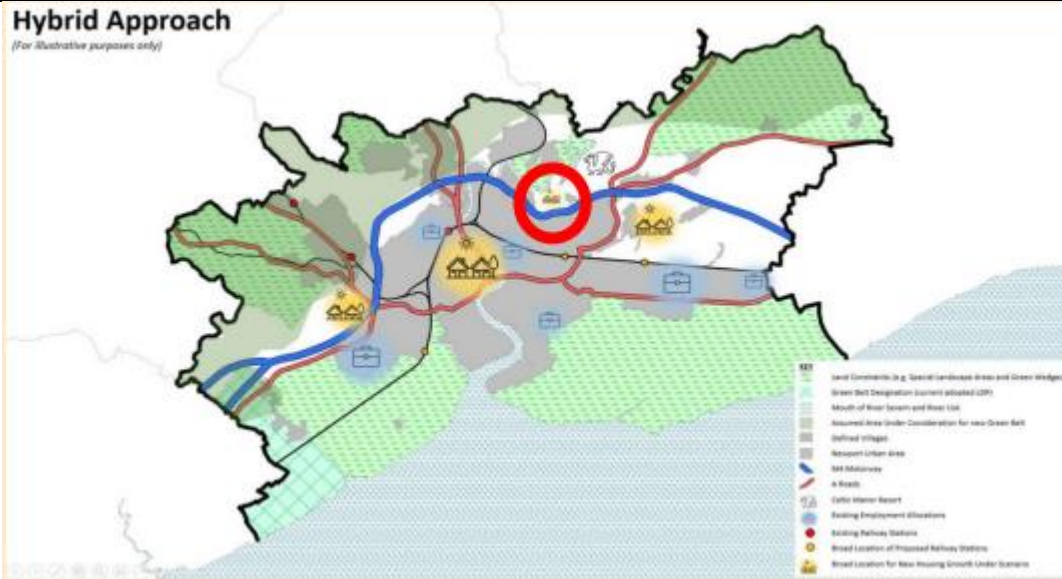 Hybrid Approach
(For illustrative purposes only)
KEY
Land Constraints (e.g. Special Landscape Areas and Green Wedges)
Green Belt Designation (current adopted LDP)
Mouth of River Severn and River Usk
Assumed Area Under Consideration for new Green Belt
Defined Villages
Newport Urban Area
M4 Motorway
A Roads
Celtic Manor Resort
Existing Employment Allocations
Existing Railway Stations
Broad Location of Proposed Railway Stations
Broad Location for New Housing Growth Under Scenario